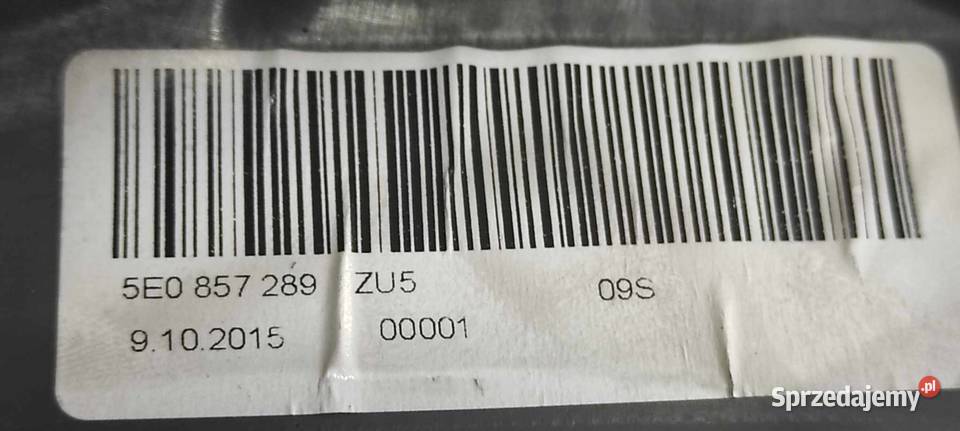 5E0 857 289 ZU5 09S
9.10.2015 00001
Sprzedajemy.pl